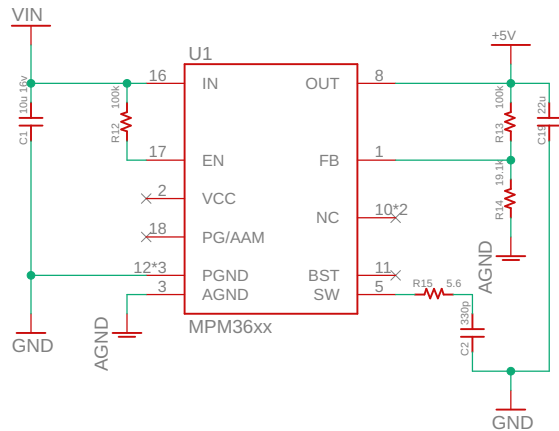 VIN
+5V
U1
16
IN
OUT
8
10u 16v
C1
100k
R12
100k
R13
22u
C19
17
EN
FB
1
2
VCC
19.1k
R14
18
PG/AAM
NC
10*2
AGND
12*3
PGND
BST
11
3
AGND
SW
5
R15
5.6
GND
AGND
MPM36xx
330p
C2
GND